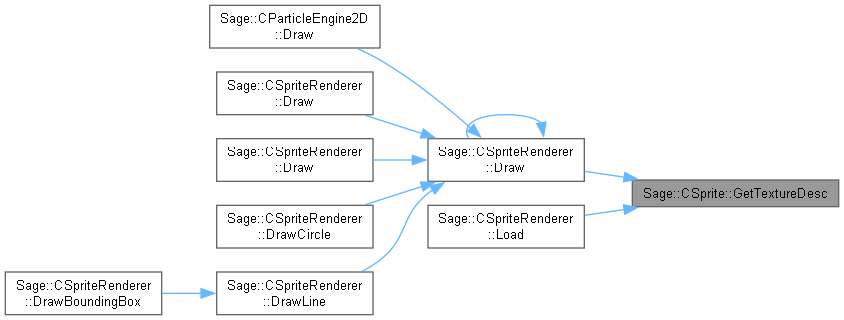 Sage::CParticleEngine2D
::Draw
Sage::CSpriteRenderer
::Draw
Sage::CSpriteRenderer
::Draw
Sage::CSpriteRenderer
::Draw
Sage::CSprite::GetTextureDesc
Sage::CSpriteRenderer
::DrawCircle
Sage::CSpriteRenderer
::Load
Sage::CSpriteRenderer
::DrawBoundingBox
Sage::CSpriteRenderer
::DrawLine